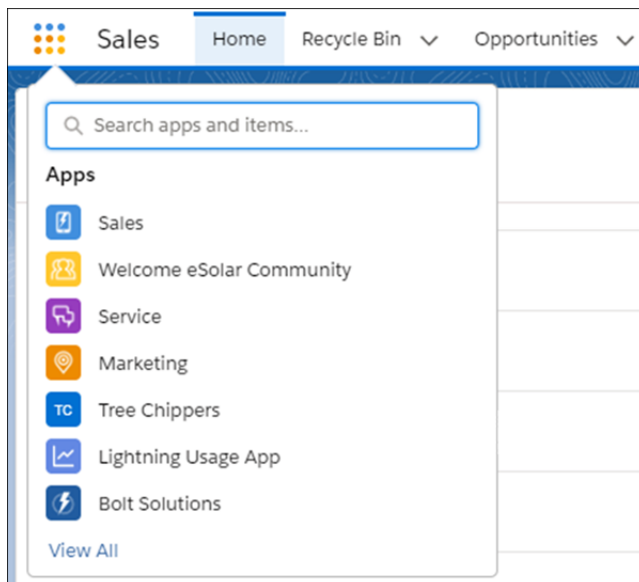 Sales Home Recycle Bin Opportunities
Search apps and items...
Apps
Sales
Welcome eSolar Community
Service
Marketing
TC Tree Chippers
Lightning Usage App
Bolt Solutions
View All